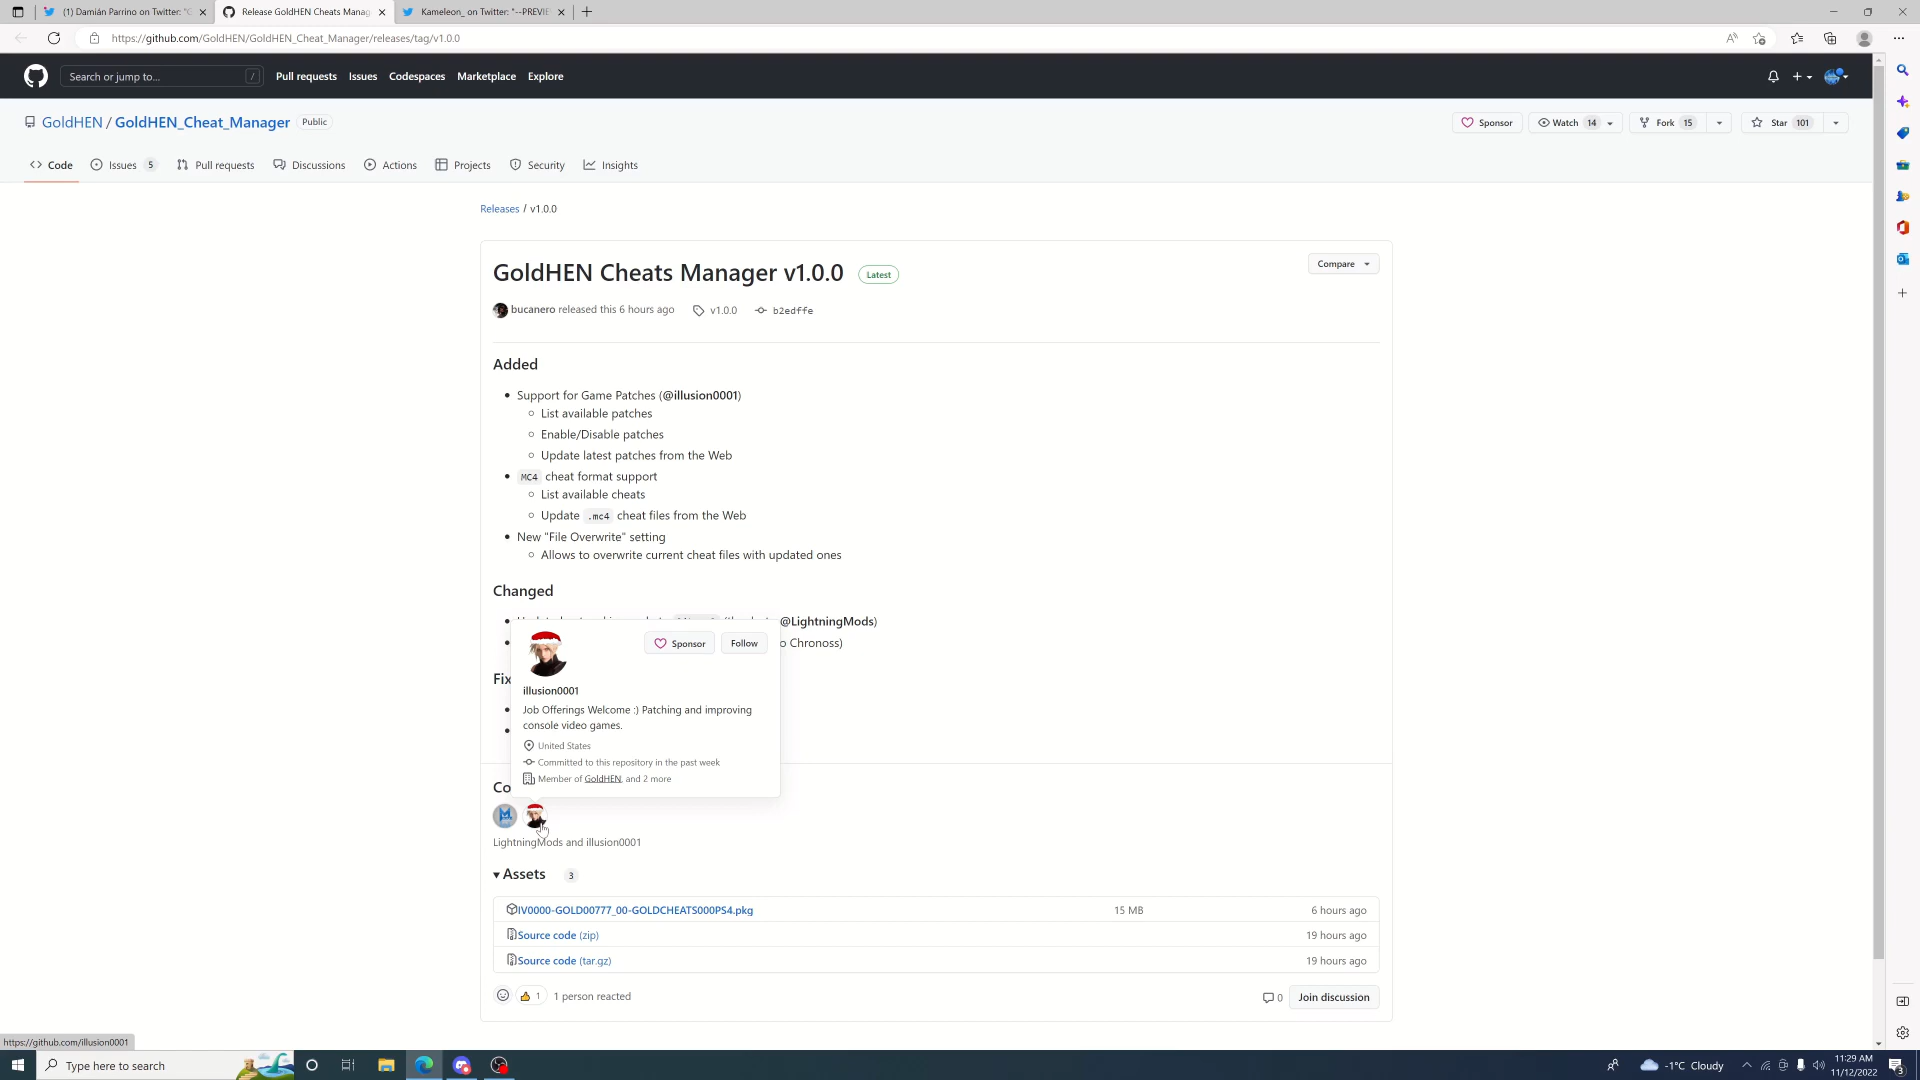 (1) Damián Parrino on Twitter: "G
Release GoldHEN Cheats Manag
Kameleon_ on Twitter: "--PREVIE
https://github.com/GoldHEN/GoldHEN_Cheat_Manager/releases/tag/v1.0.0
Search or jump to... /
Pull requests Issues Codespaces Marketplace Explore
GoldHEN / GoldHEN_Cheat_Manager Public
Sponsor Watch 14 Fork 15 Star 101
Code Issues 5 Pull requests Discussions Actions Projects Security Insights
Releases / v1.0.0
GoldHEN Cheats Manager v1.0.0 Latest
Compare
bucanero released this 6 hours ago v1.0.0 b2edffe
Added
• Support for Game Patches (@illusion0001)
List available patches
Enable/Disable patches
Update latest patches from the Web
• MC4 cheat format support
List available cheats
Update .mc4 cheat files from the Web
• New "File Overwrite" setting
Allows to overwrite current cheat files with updated ones
Changed
@LightningMods)
o Chronoss)
Sponsor Follow
Fix
illusion0001
Job Offerings Welcome :) Patching and improving
console video games.
United States
Committed to this repository in the past week
Member of GoldHEN, and 2 more
Co
LightningMods and illusion0001
Assets 3
IV0000-GOLD00777_00-GOLDCHEATS000PS4.pkg 15 MB 6 hours ago
Source code (zip) 19 hours ago
Source code (tar.gz) 19 hours ago
1 1 person reacted
0 Join discussion
https://github.com/illusion0001
Type here to search
-1°C Cloudy
11:29 AM
11/12/2022
3